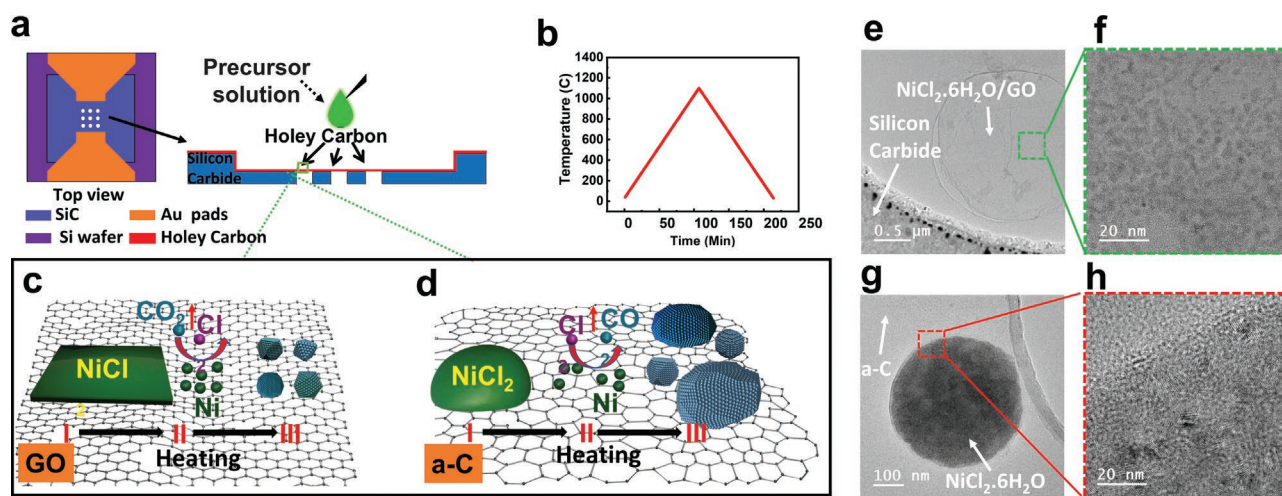 a
Precursor
solution
Holey Carbon
Silicon
Carbide
Top view
SiC
Au pads
Si wafer
Holey Carbon
b
1400
1200
1000
800
600
400
200
0
Temperature (C)
0
50
100
150
200
250
Time (Min)
c
CO2
Cl
2
NiCl
2
Ni
I
II
III
Heating
GO
d
Cl
2
CO
2
NiCl2
Ni
I
II
III
Heating
a-C
e
NiCl2.6H2O/GO
Silicon
Carbide
0.5 µm
f
20 nm
g
a-C
NiCl2.6H2O
100 nm
h
20 nm